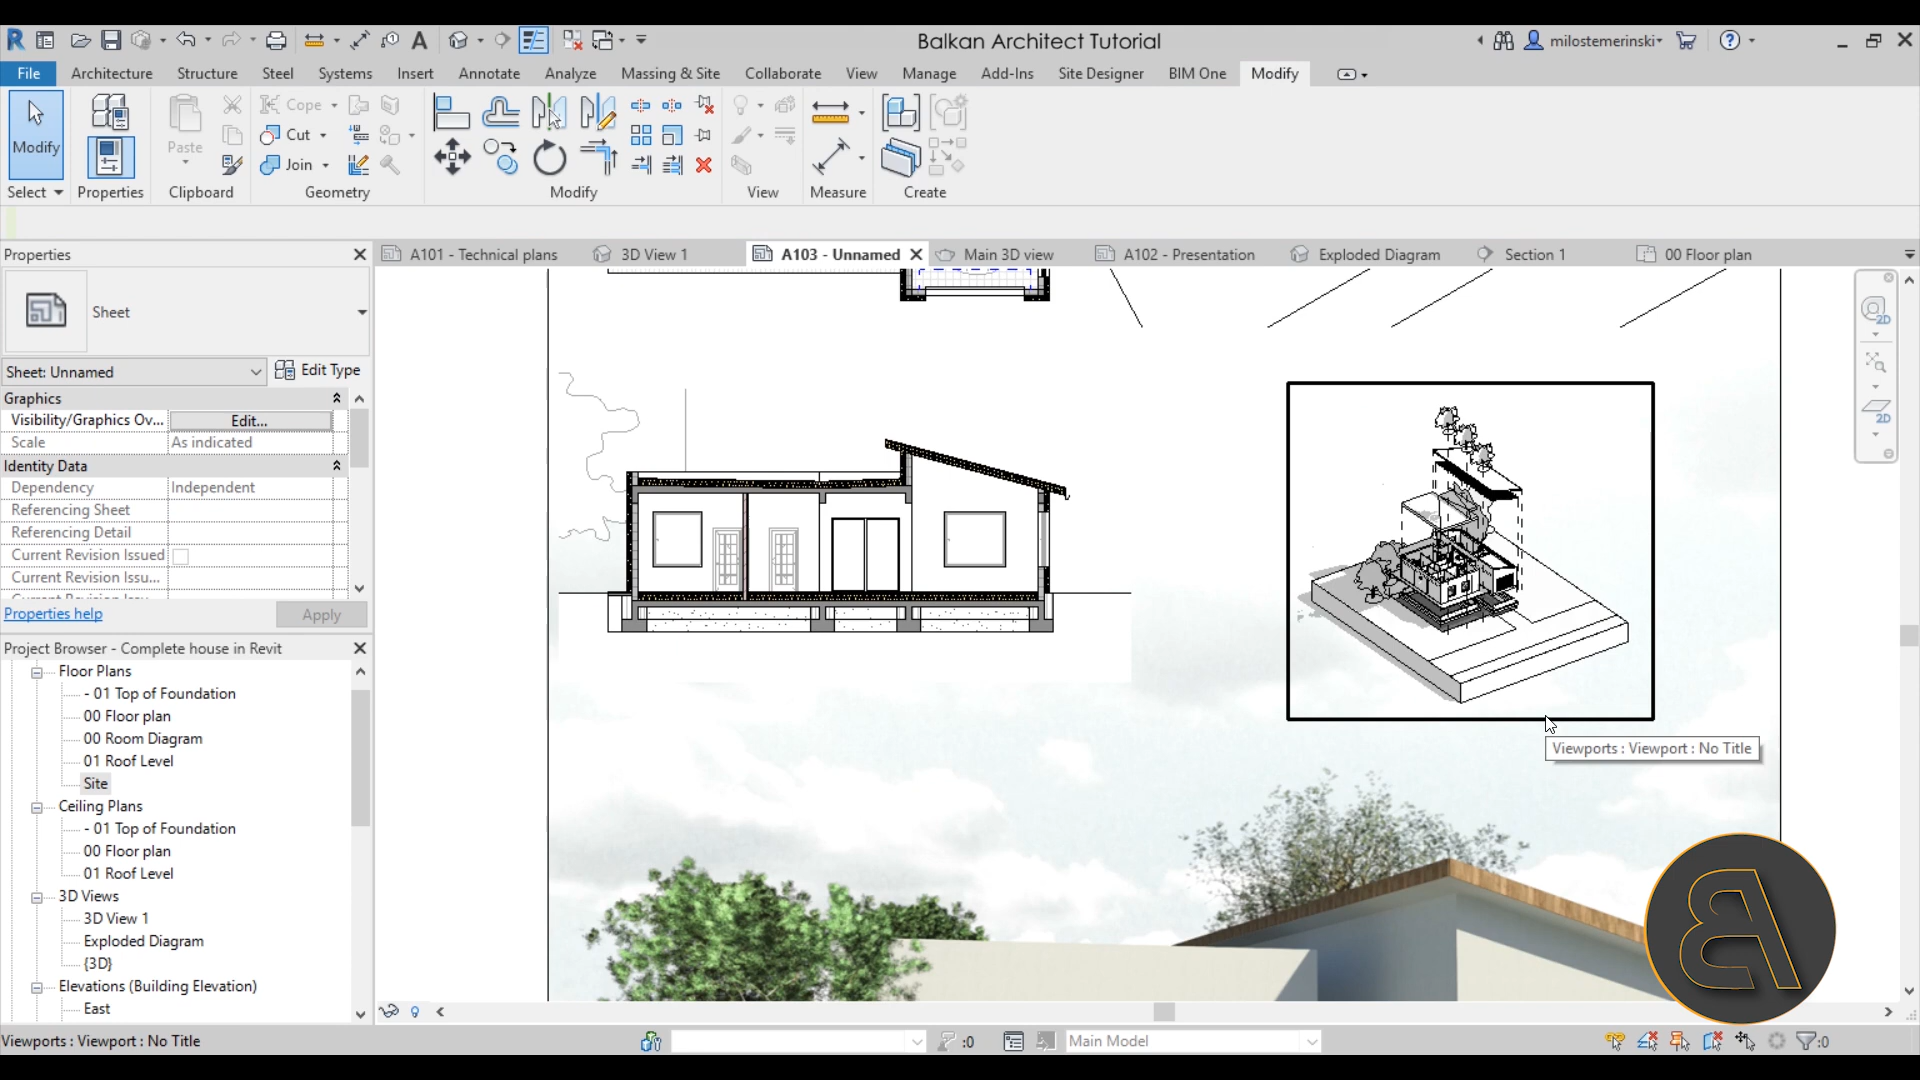 Balkan Architect Tutorial
milostemerinski
File Architecture Structure Steel Systems Insert Annotate Analyze Massing & Site Collaborate View Manage Add-Ins Site Designer BIM One Modify
Modify
Paste
Cope
Cut
Join
Select Properties Clipboard Geometry Modify View Measure Create
Properties
A101 - Technical plans
3D View 1
A103 - Unnamed
Main 3D view
A102 - Presentation
Exploded Diagram
Section 1
00 Floor plan
Sheet
Sheet: Unnamed
Edit Type
Graphics
Visibility/Graphics Ov... Edit...
Scale As indicated
Identity Data
Dependency Independent
Referencing Sheet
Referencing Detail
Current Revision Issued
Current Revision Issu...
Properties help
Apply
2D
2D
Project Browser - Complete house in Revit
Floor Plans
- 01 Top of Foundation
00 Floor plan
00 Room Diagram
01 Roof Level
Site
Ceiling Plans
- 01 Top of Foundation
00 Floor plan
01 Roof Level
3D Views
3D View 1
Exploded Diagram
{3D}
Elevations (Building Elevation)
East
Viewports : Viewport : No Title
Viewports : Viewport : No Title
:0
Main Model
:0